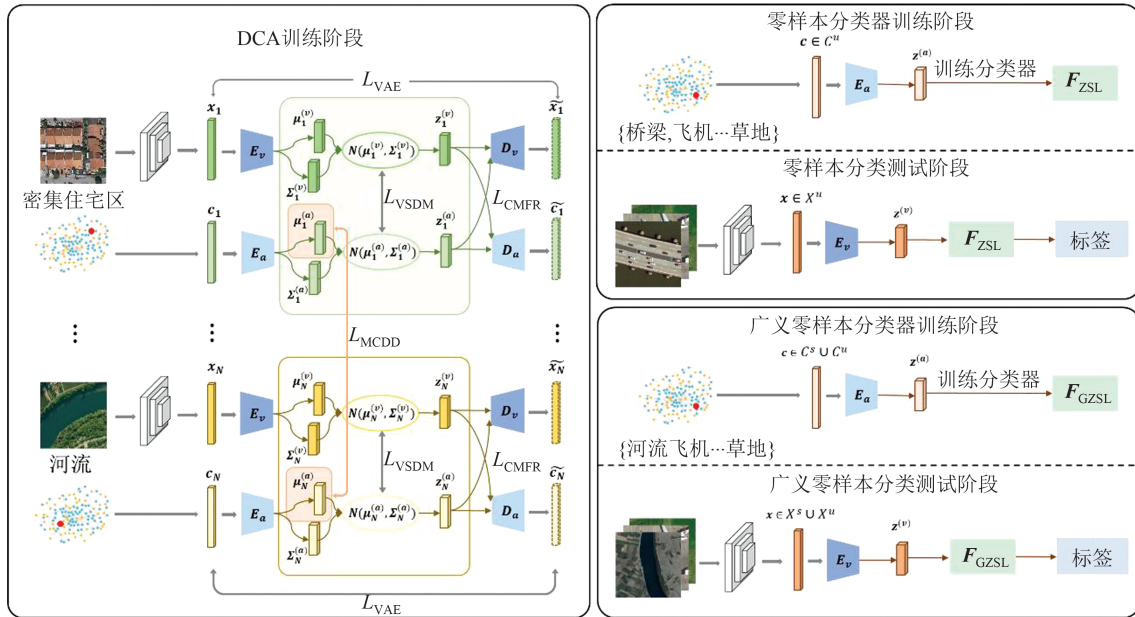 DCA训练阶段
L_VAE
x_1
μ_1^(v)
z_1^(v)
x̃_1
E_v
N(μ_1^(v), Σ_1^(v))
D_v
Σ_1^(v)
密集住宅区
L_VSDM
L_CMFR
c_1
μ_1^(a)
z_1^(a)
c̃_1
E_a
N(μ_1^(a), Σ_1^(a))
D_a
Σ_1^(a)
L_MCDD
x_N
μ_N^(v)
z_N^(v)
x̃_N
E_v
N(μ_N^(v), Σ_N^(v))
D_v
Σ_N^(v)
河流
L_VSDM
L_CMFR
c_N
μ_N^(a)
z_N^(a)
c̃_N
E_a
N(μ_N^(a), Σ_N^(a))
D_a
Σ_N^(a)
L_VAE
零样本分类器训练阶段
c ∈ C^u
z^(a)
E_a
训练分类器
F_ZSL
{桥梁,飞机···草地}
零样本分类测试阶段
x ∈ X^u
z^(v)
E_v
F_ZSL
标签
广义零样本分类器训练阶段
c ∈ C^s ∪ C^u
z^(a)
E_a
训练分类器
F_GZSL
{河流飞机···草地}
广义零样本分类测试阶段
x ∈ X^s ∪ X^u
z^(v)
E_v
F_GZSL
标签